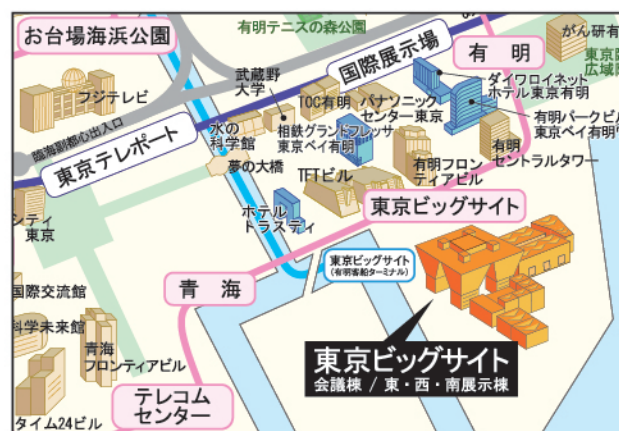 お台場海浜公園
有明テニスの森公園
がん研有
国際展示場
有明
東京臨
広域
フジテレビ
武蔵野
大学
TOC有明
パナソニック
センター東京
ダイワロイネット
ホテル東京有明
臨海副都心出入口
水の
科学館
相鉄グランドフレッサ
東京ベイ有明
有明パークビル
東京ベイ有明
有明フロン
ティアビル
有明
セントラルタワー
東京テレポート
夢の大橋
TFTビル
シティ
東京
ホテル
トラスティ
東京ビッグサイト
東京ビッグサイト
(有明客船ターミナル)
国際交流館
青海
科学未来館
青海
フロンティアビル
東京ビッグサイト
会議棟 / 東・西・南展示棟
テレコム
センター
タイム24ビル